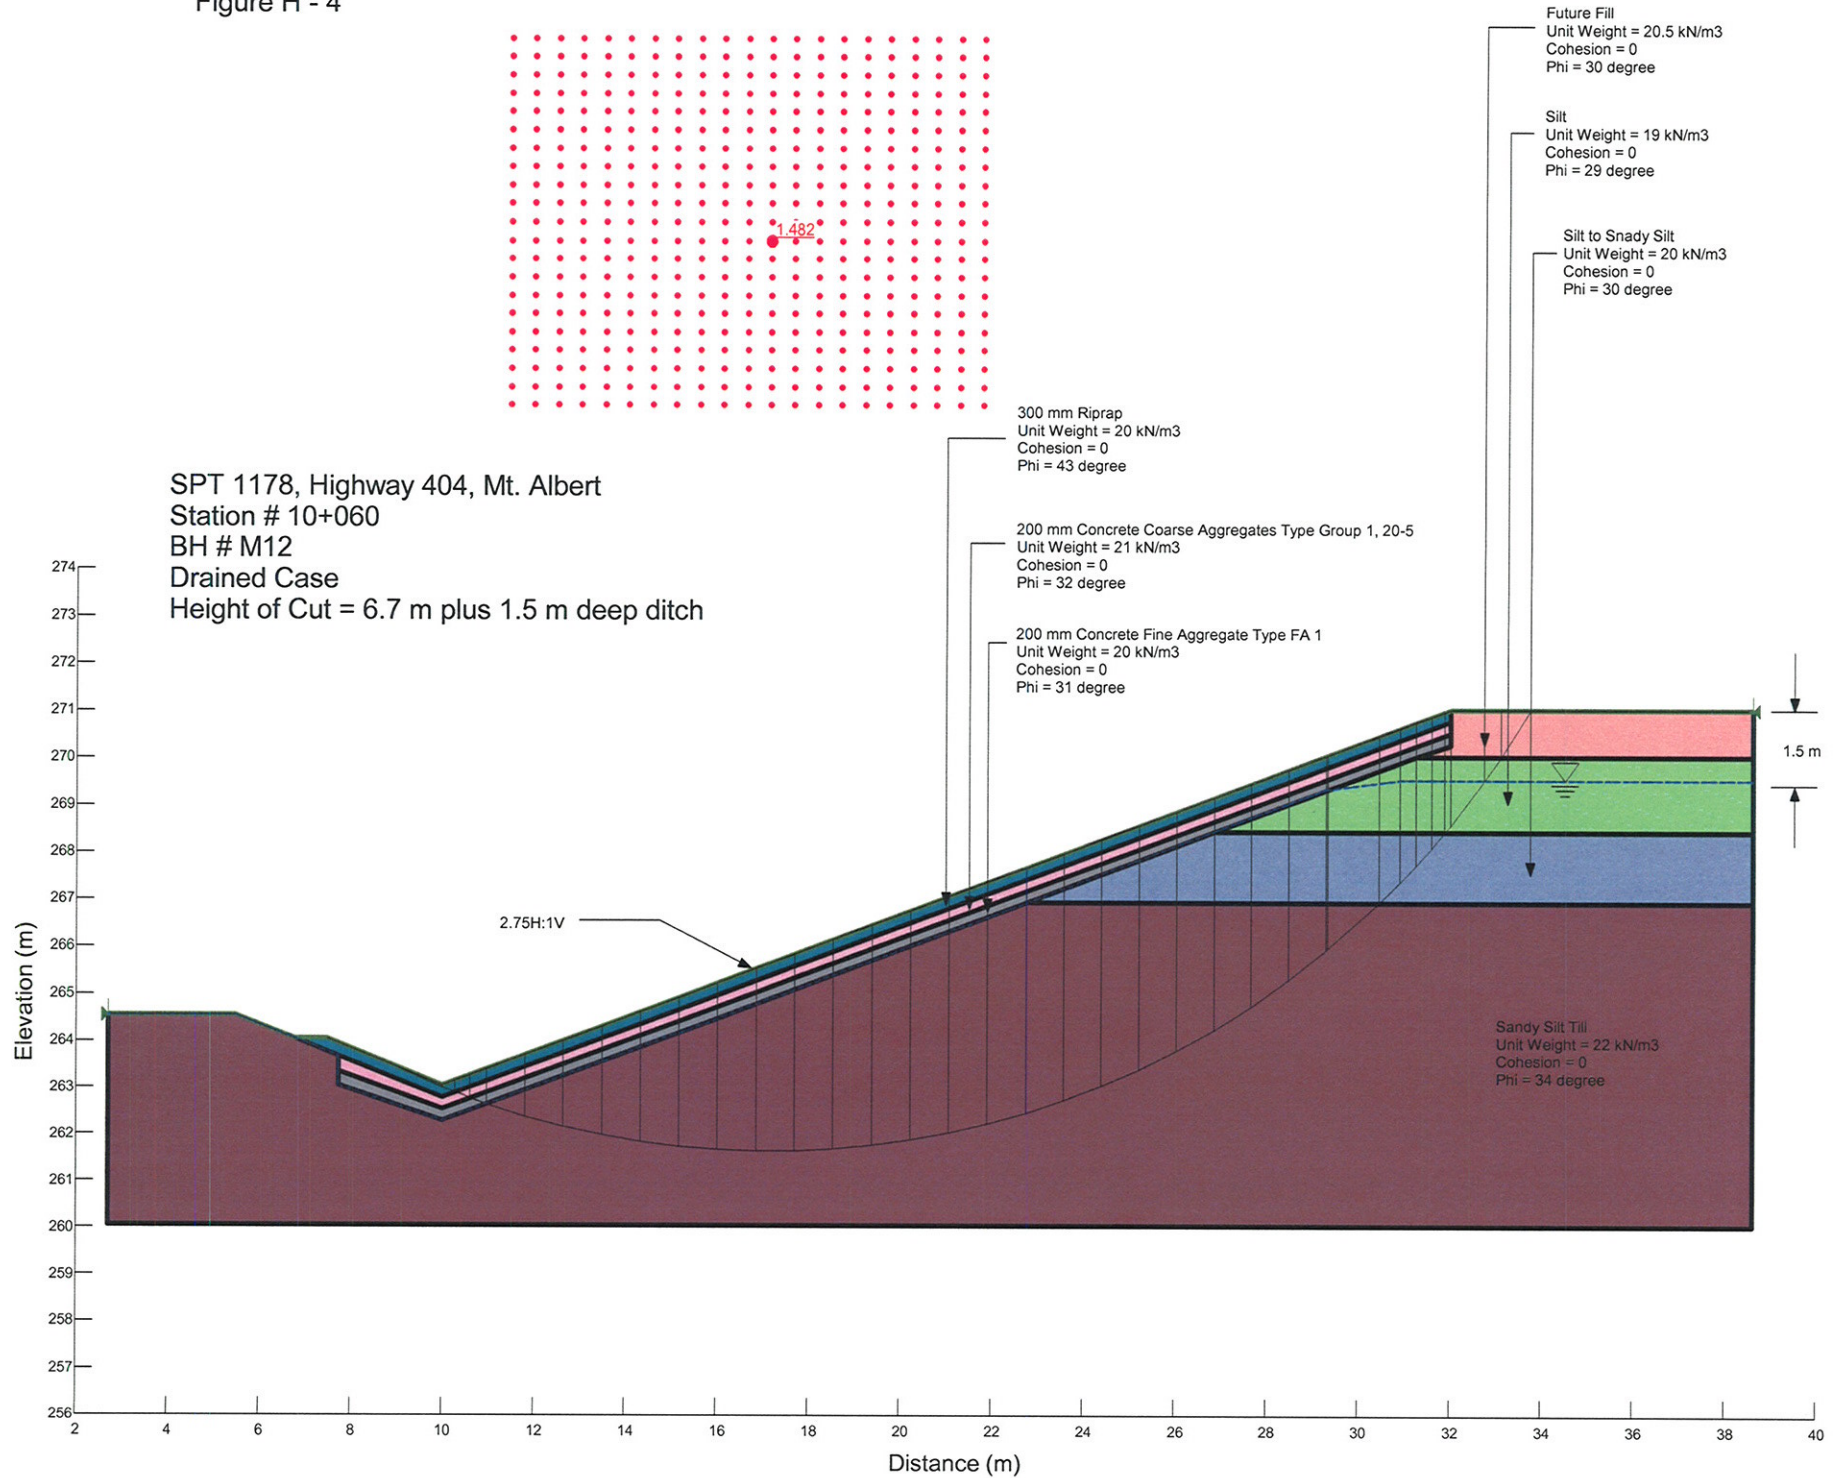 Figure H - 4
Future Fill
Unit Weight = 20.5 kN/m3
Cohesion = 0
Phi = 30 degree
Silt
Unit Weight = 19 kN/m3
Cohesion = 0
Phi = 29 degree
1.482
Silt to Snady Silt
Unit Weight = 20 kN/m3
Cohesion = 0
Phi = 30 degree
300 mm Riprap
Unit Weight = 20 kN/m3
Cohesion = 0
Phi = 43 degree
SPT 1178, Highway 404, Mt. Albert
Station # 10+060
BH # M12
Drained Case
Height of Cut = 6.7 m plus 1.5 m deep ditch
200 mm Concrete Coarse Aggregates Type Group 1, 20-5
Unit Weight = 21 kN/m3
Cohesion = 0
Phi = 32 degree
200 mm Concrete Fine Aggregate Type FA 1
Unit Weight = 20 kN/m3
Cohesion = 0
Phi = 31 degree
1.5 m
2.75H:1V
Sandy Silt Till
Unit Weight = 22 kN/m3
Cohesion = 0
Phi = 34 degree
Elevation (m)
274
273
272
271
270
269
268
267
266
265
264
263
262
261
260
259
258
257
256
2 4 6 8 10 12 14 16 18 20 22 24 26 28 30 32 34 36 38 40
Distance (m)